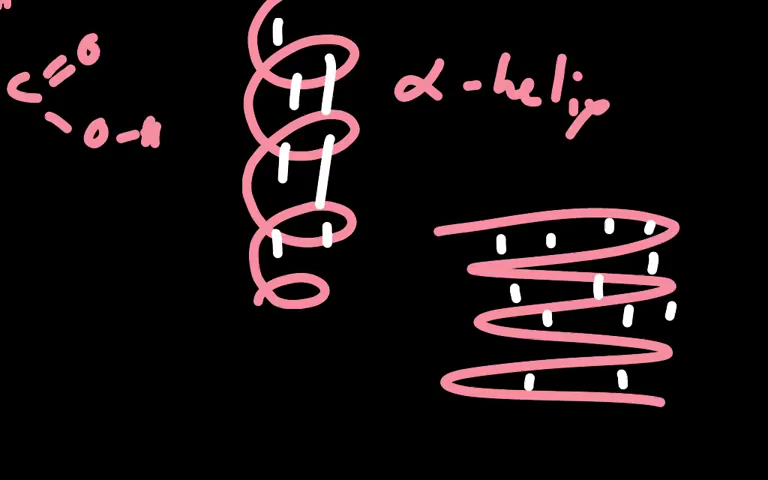 C = O
O - H
α - helix